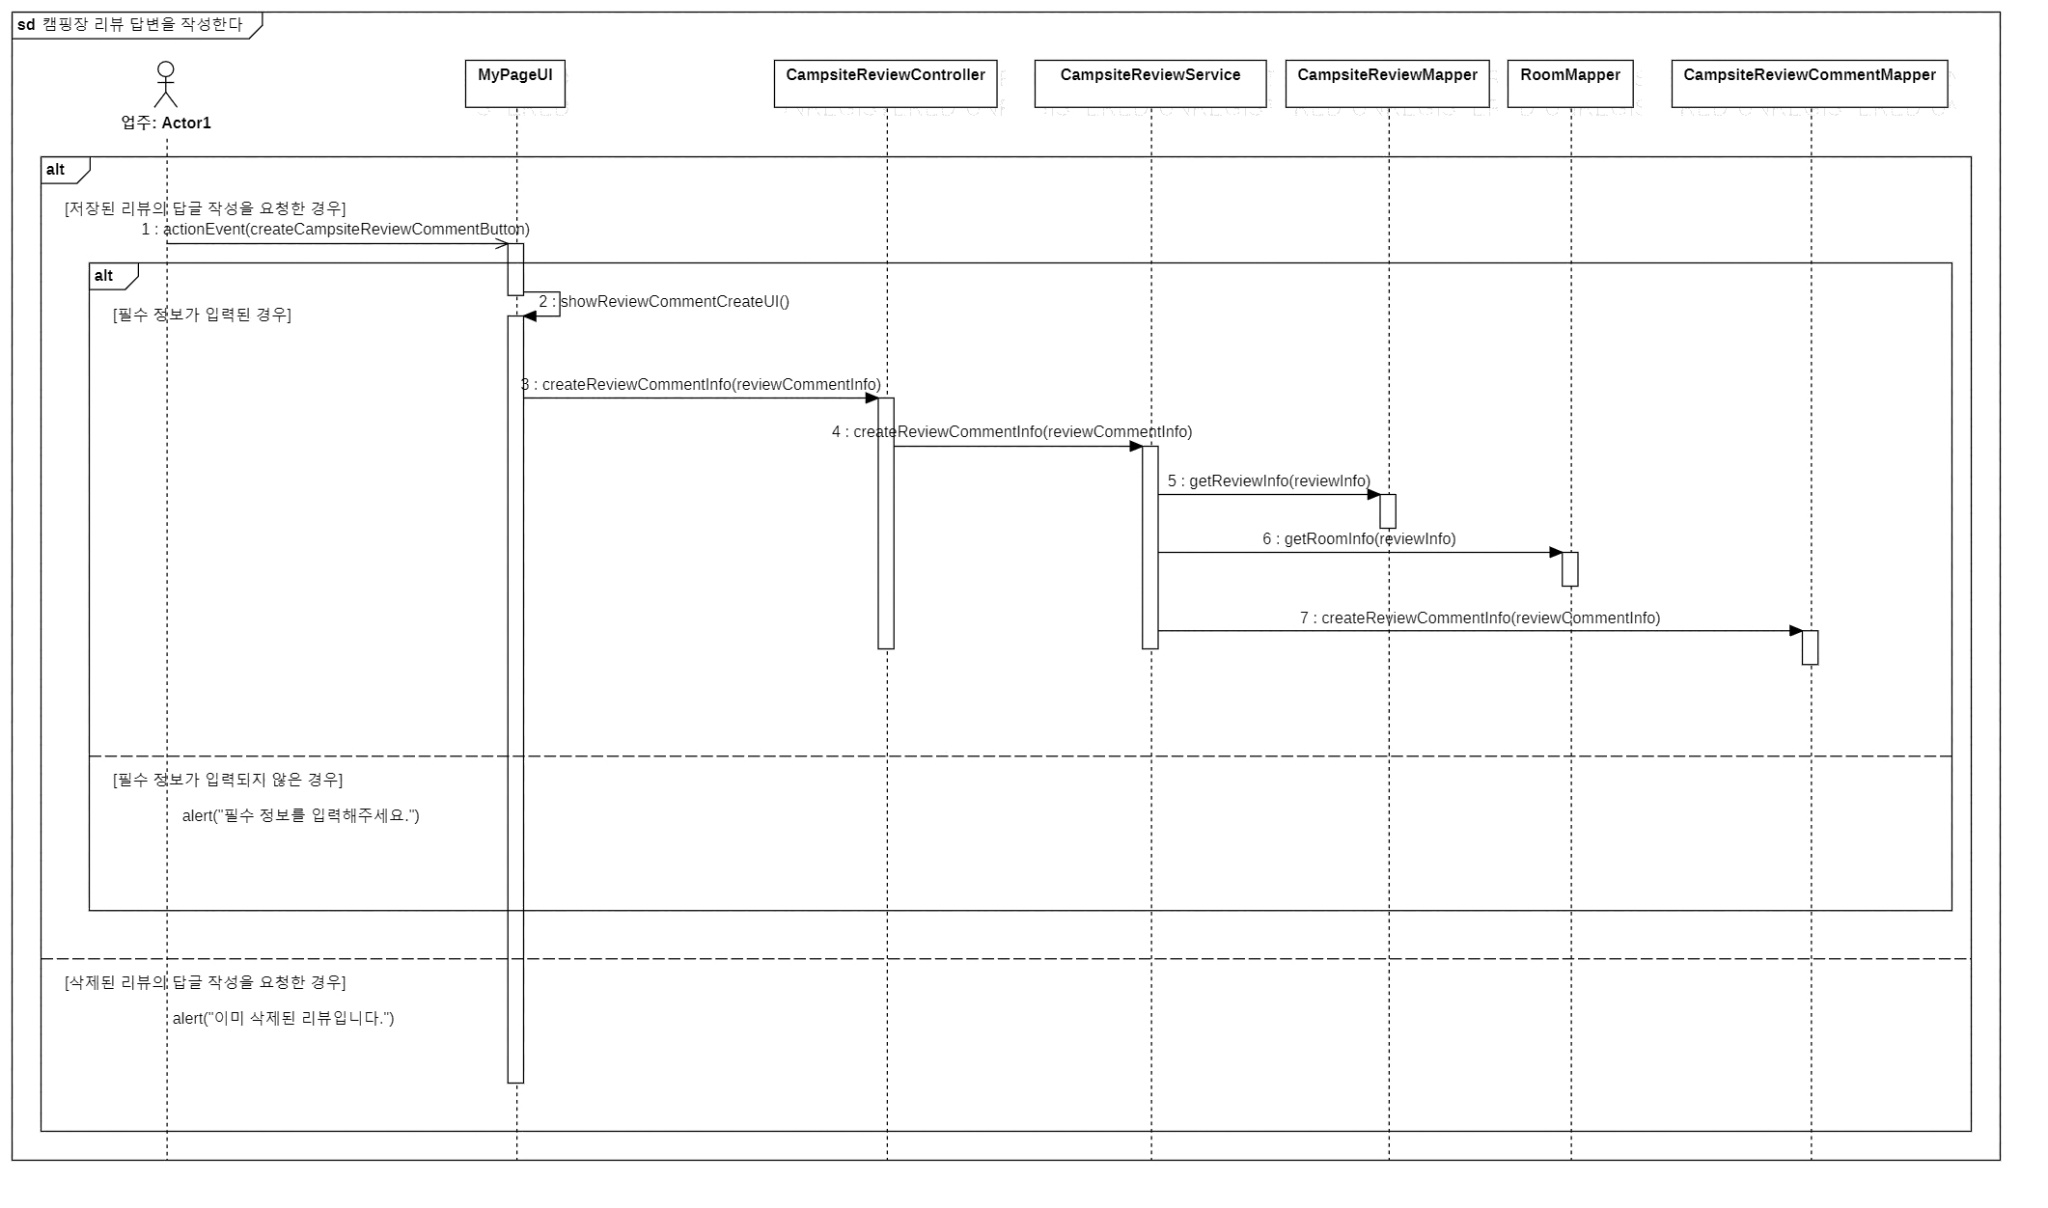 sd 캠핑장 리뷰 답변을 작성한다
업주: Actor1
MyPageUI
CampsiteReviewController
CampsiteReviewService
CampsiteReviewMapper
RoomMapper
CampsiteReviewCommentMapper
alt
[저장된 리뷰의 답글 작성을 요청한 경우]
1 : actionEvent(createCampsiteReviewCommentButton)
alt
2 : showReviewCommentCreateUI()
[필수 정보가 입력된 경우]
3 : createReviewCommentInfo(reviewCommentInfo)
4 : createReviewCommentInfo(reviewCommentInfo)
5 : getReviewInfo(reviewInfo)
6 : getRoomInfo(reviewInfo)
7 : createReviewCommentInfo(reviewCommentInfo)
[필수 정보가 입력되지 않은 경우]
alert("필수 정보를 입력해주세요.")
[삭제된 리뷰의 답글 작성을 요청한 경우]
alert("이미 삭제된 리뷰입니다.")